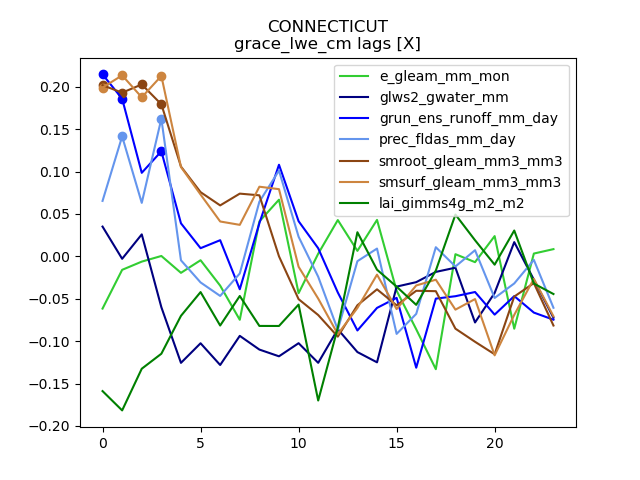 CONNECTICUT
grace_lwe_cm lags [X]
e_gleam_mm_mon
glws2_gwater_mm
grun_ens_runoff_mm_day
prec_fldas_mm_day
smroot_gleam_mm3_mm3
smsurf_gleam_mm3_mm3
lai_gimms4g_m2_m2
0.20
0.15
0.10
0.05
0.00
−0.05
−0.10
−0.15
−0.20
0 5 10 15 20